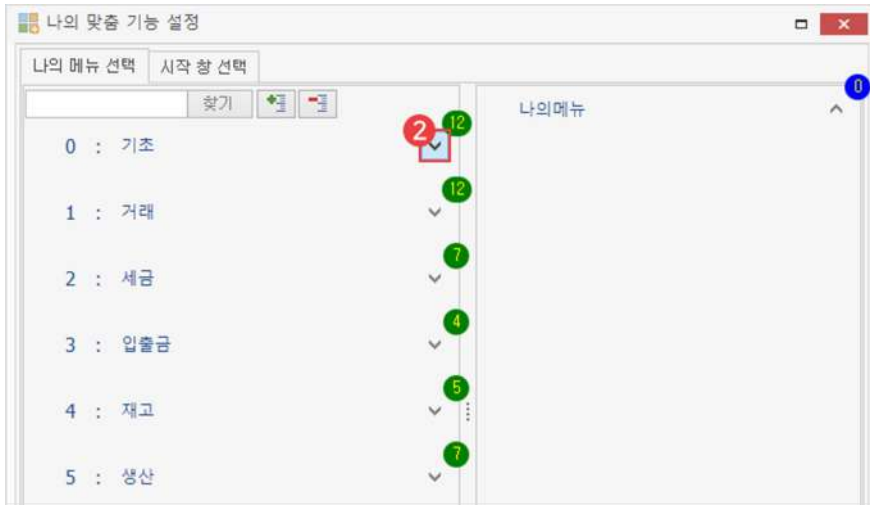 나의 맞춤 기능 설정
나의 메뉴 선택 시작 창 선택
0
찾기
나의메뉴
2 12
0 : 기초
12
1 : 거래
7
2 : 세금
4
3 : 입출금
5
4 : 재고
7
5 : 생산